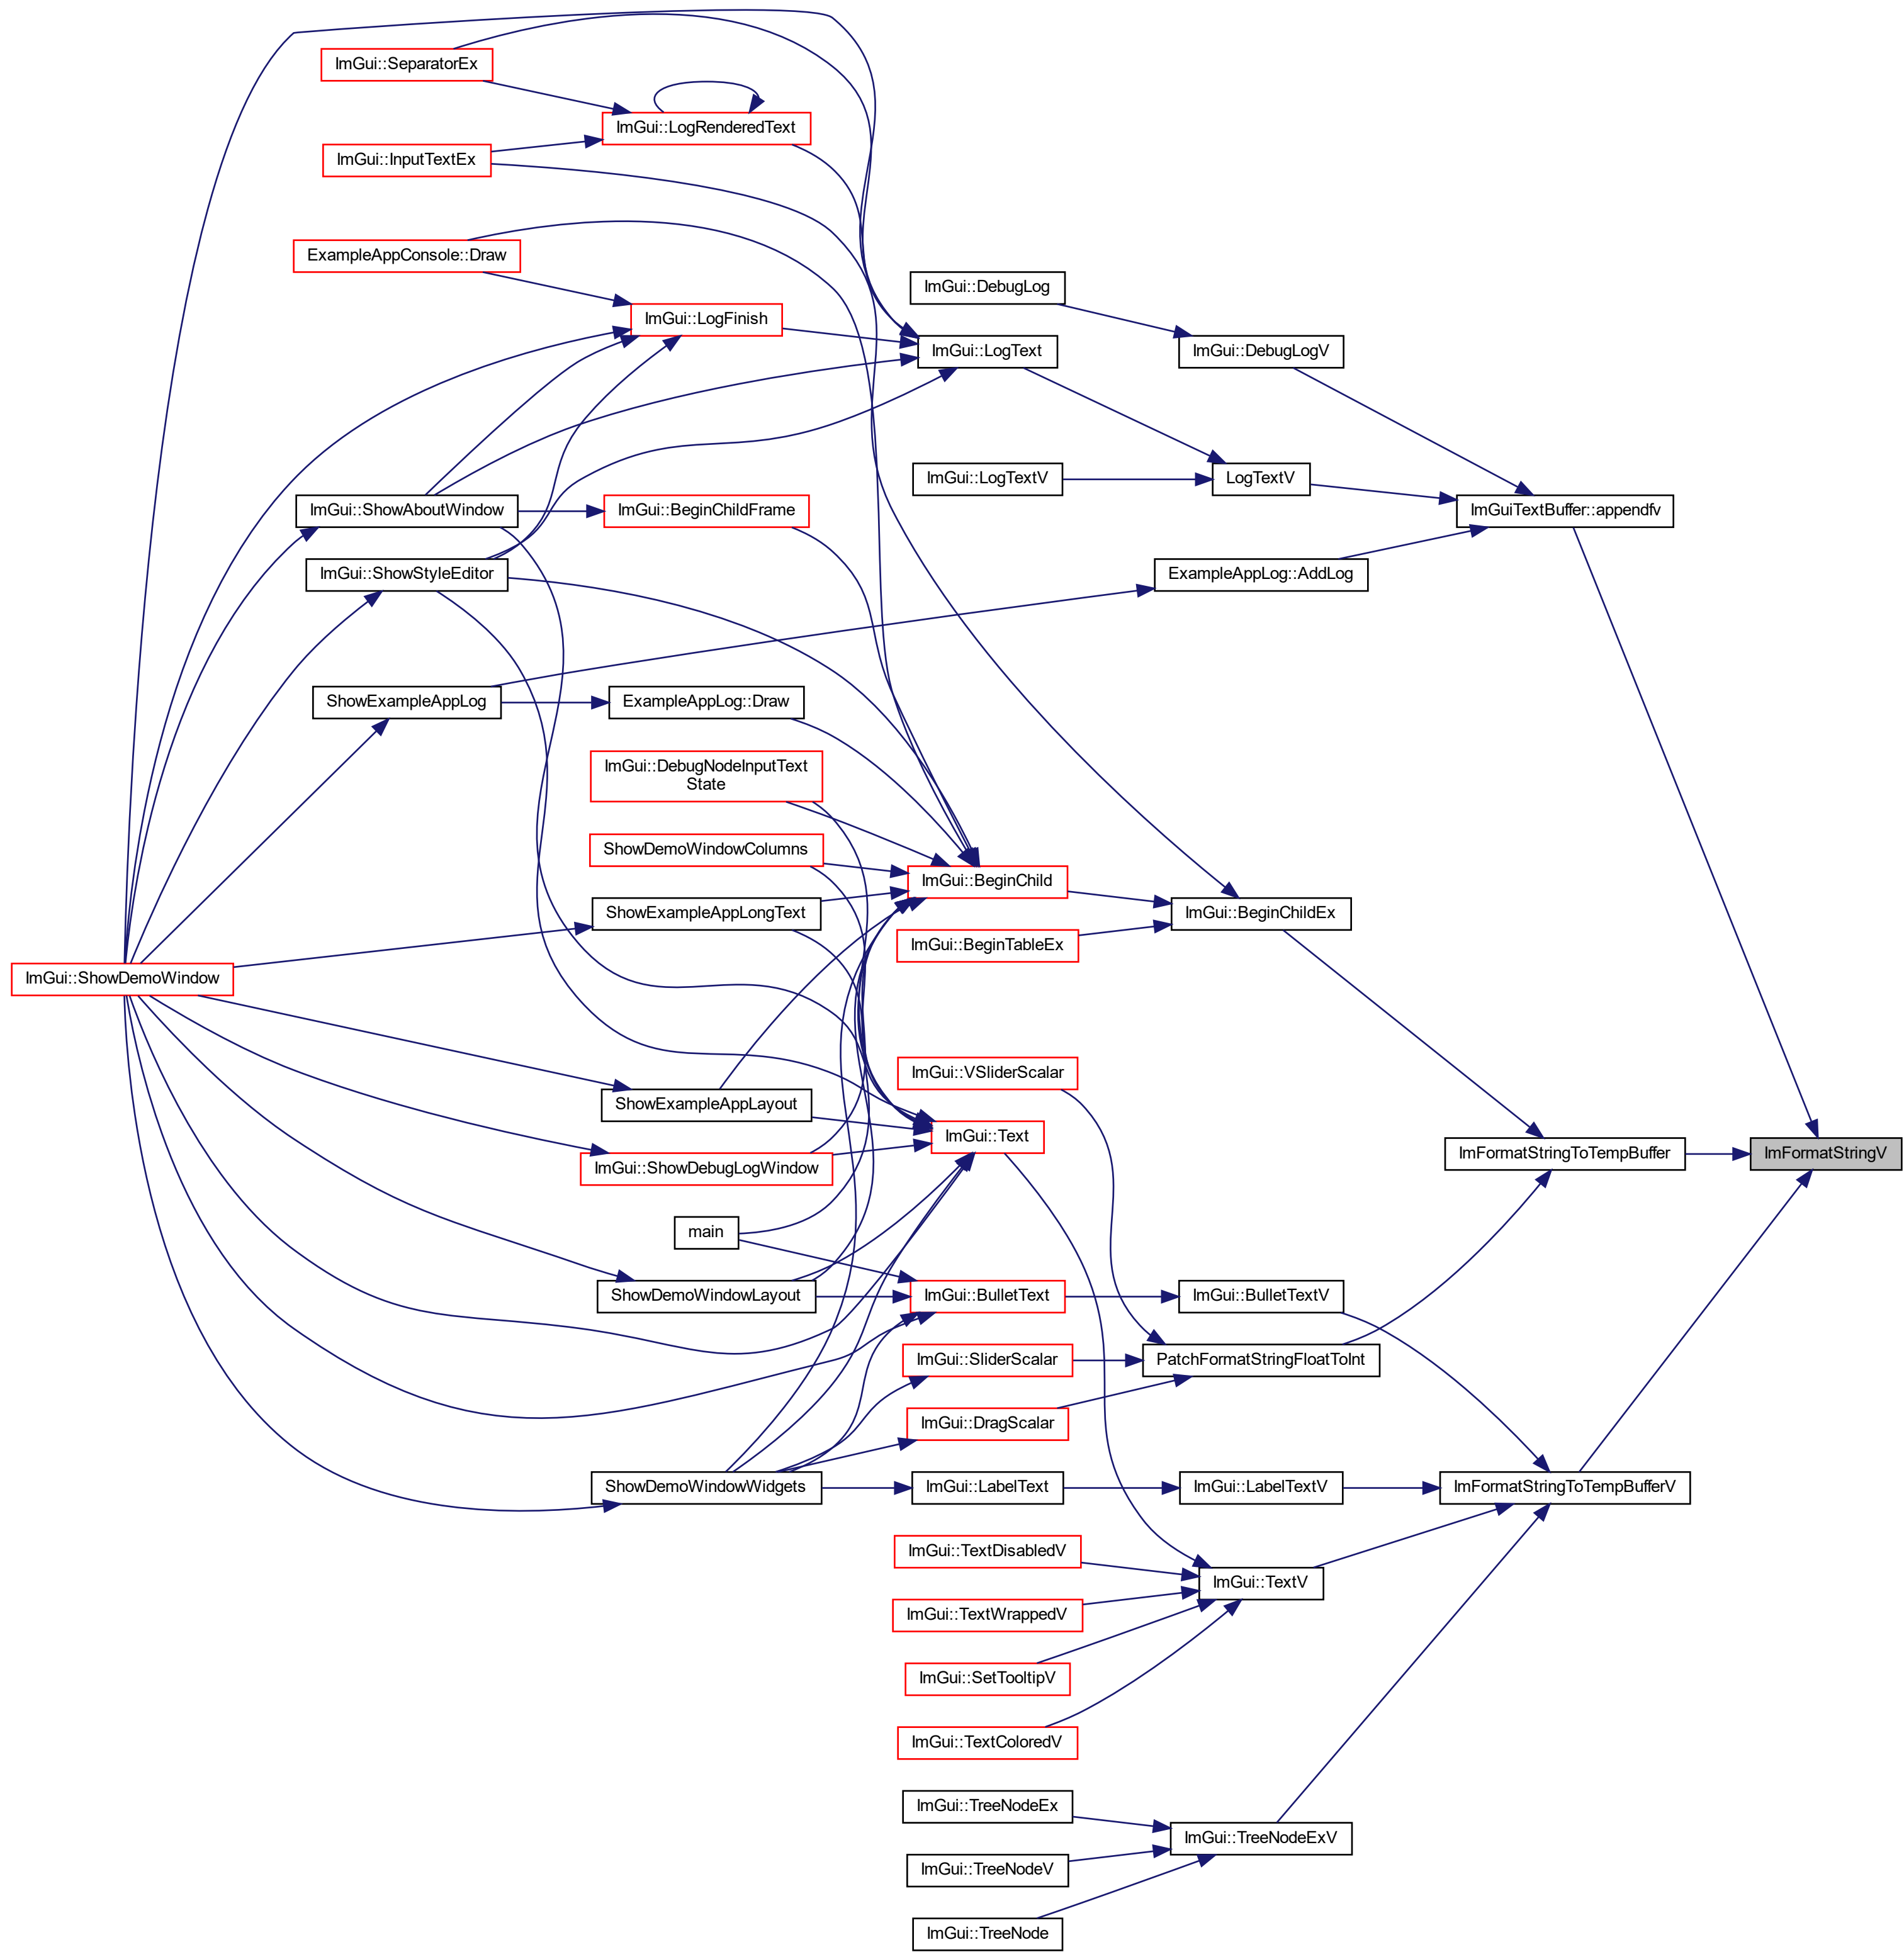 ImGui::SeparatorEx
ImGui::LogRenderedText
ImGui::InputTextEx
ExampleAppConsole::Draw
ImGui::DebugLog
ImGui::LogFinish
ImGui::LogText
ImGui::DebugLogV
ImGui::LogTextV
LogTextV
ImGui::ShowAboutWindow
ImGui::BeginChildFrame
ImGuiTextBuffer::appendfv
ImGui::ShowStyleEditor
ExampleAppLog::AddLog
ShowExampleAppLog
ExampleAppLog::Draw
ImGui::DebugNodeInputText
State
ShowDemoWindowColumns
ImGui::BeginChild
ShowExampleAppLongText
ImGui::BeginChildEx
ImGui::BeginTableEx
ImGui::ShowDemoWindow
ImGui::VSliderScalar
ShowExampleAppLayout
ImGui::Text
ImFormatStringToTempBuffer
ImFormatStringV
ImGui::ShowDebugLogWindow
main
ShowDemoWindowLayout
ImGui::BulletText
ImGui::BulletTextV
ImGui::SliderScalar
PatchFormatStringFloatToInt
ImGui::DragScalar
ShowDemoWindowWidgets
ImGui::LabelText
ImGui::LabelTextV
ImFormatStringToTempBufferV
ImGui::TextDisabledV
ImGui::TextV
ImGui::TextWrappedV
ImGui::SetTooltipV
ImGui::TextColoredV
ImGui::TreeNodeEx
ImGui::TreeNodeExV
ImGui::TreeNodeV
ImGui::TreeNode